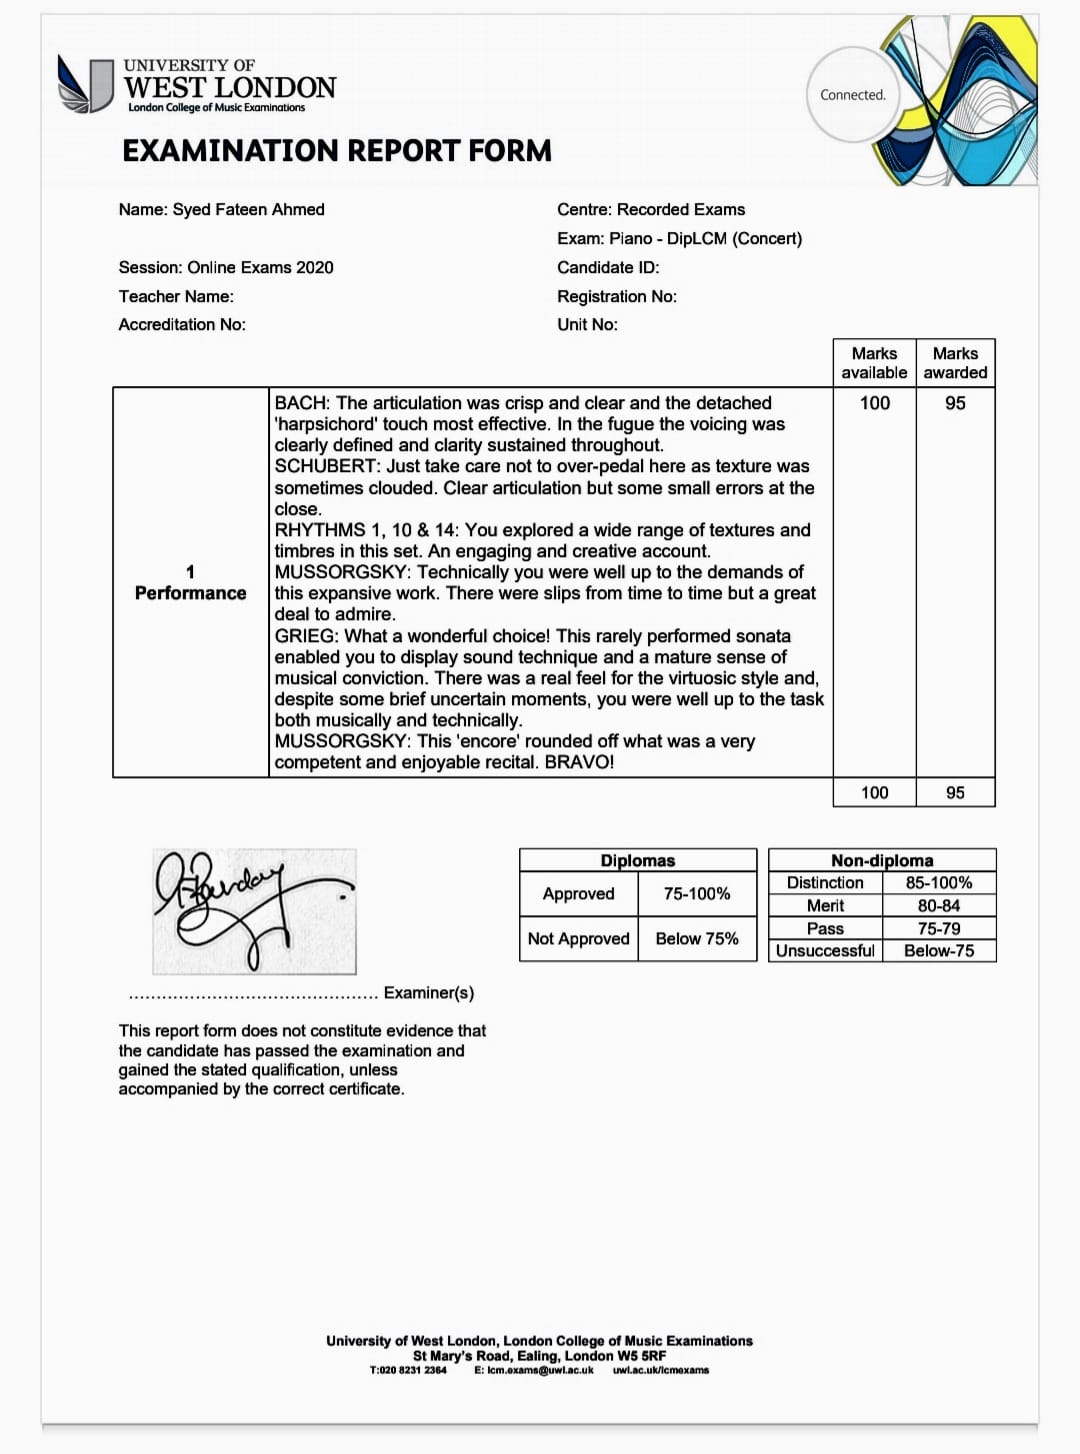 UNIVERSITY OF
WEST LONDON
London College of Music Examinations
Connected.
EXAMINATION REPORT FORM
Name: Syed Fateen Ahmed
Centre: Recorded Exams
Exam: Piano - DipLCM (Concert)
Session: Online Exams 2020
Candidate ID:
Teacher Name:
Registration No:
Accreditation No:
Unit No:
Marks available
Marks awarded
1
Performance
BACH: The articulation was crisp and clear and the detached
'harpsichord' touch most effective. In the fugue the voicing was
clearly defined and clarity sustained throughout.
SCHUBERT: Just take care not to over-pedal here as texture was
sometimes clouded. Clear articulation but some small errors at the
close.
RHYTHMS 1, 10 & 14: You explored a wide range of textures and
timbres in this set. An engaging and creative account.
MUSSORGSKY: Technically you were well up to the demands of
this expansive work. There were slips from time to time but a great
deal to admire.
GRIEG: What a wonderful choice! This rarely performed sonata
enabled you to display sound technique and a mature sense of
musical conviction. There was a real feel for the virtuosic style and,
despite some brief uncertain moments, you were well up to the task
both musically and technically.
MUSSORGSKY: This 'encore' rounded off what was a very
competent and enjoyable recital. BRAVO!
100 95
100 95
Diplomas
Approved 75-100%
Not Approved Below 75%
Non-diploma
Distinction 85-100%
Merit 80-84
Pass 75-79
Unsuccessful Below-75
............................................. Examiner(s)
This report form does not constitute evidence that
the candidate has passed the examination and
gained the stated qualification, unless
accompanied by the correct certificate.
University of West London, London College of Music Examinations
St Mary's Road, Ealing, London W5 5RF
T:020 8231 2364 E: lcm.exams@uwl.ac.uk uwl.ac.uk/lcmexams